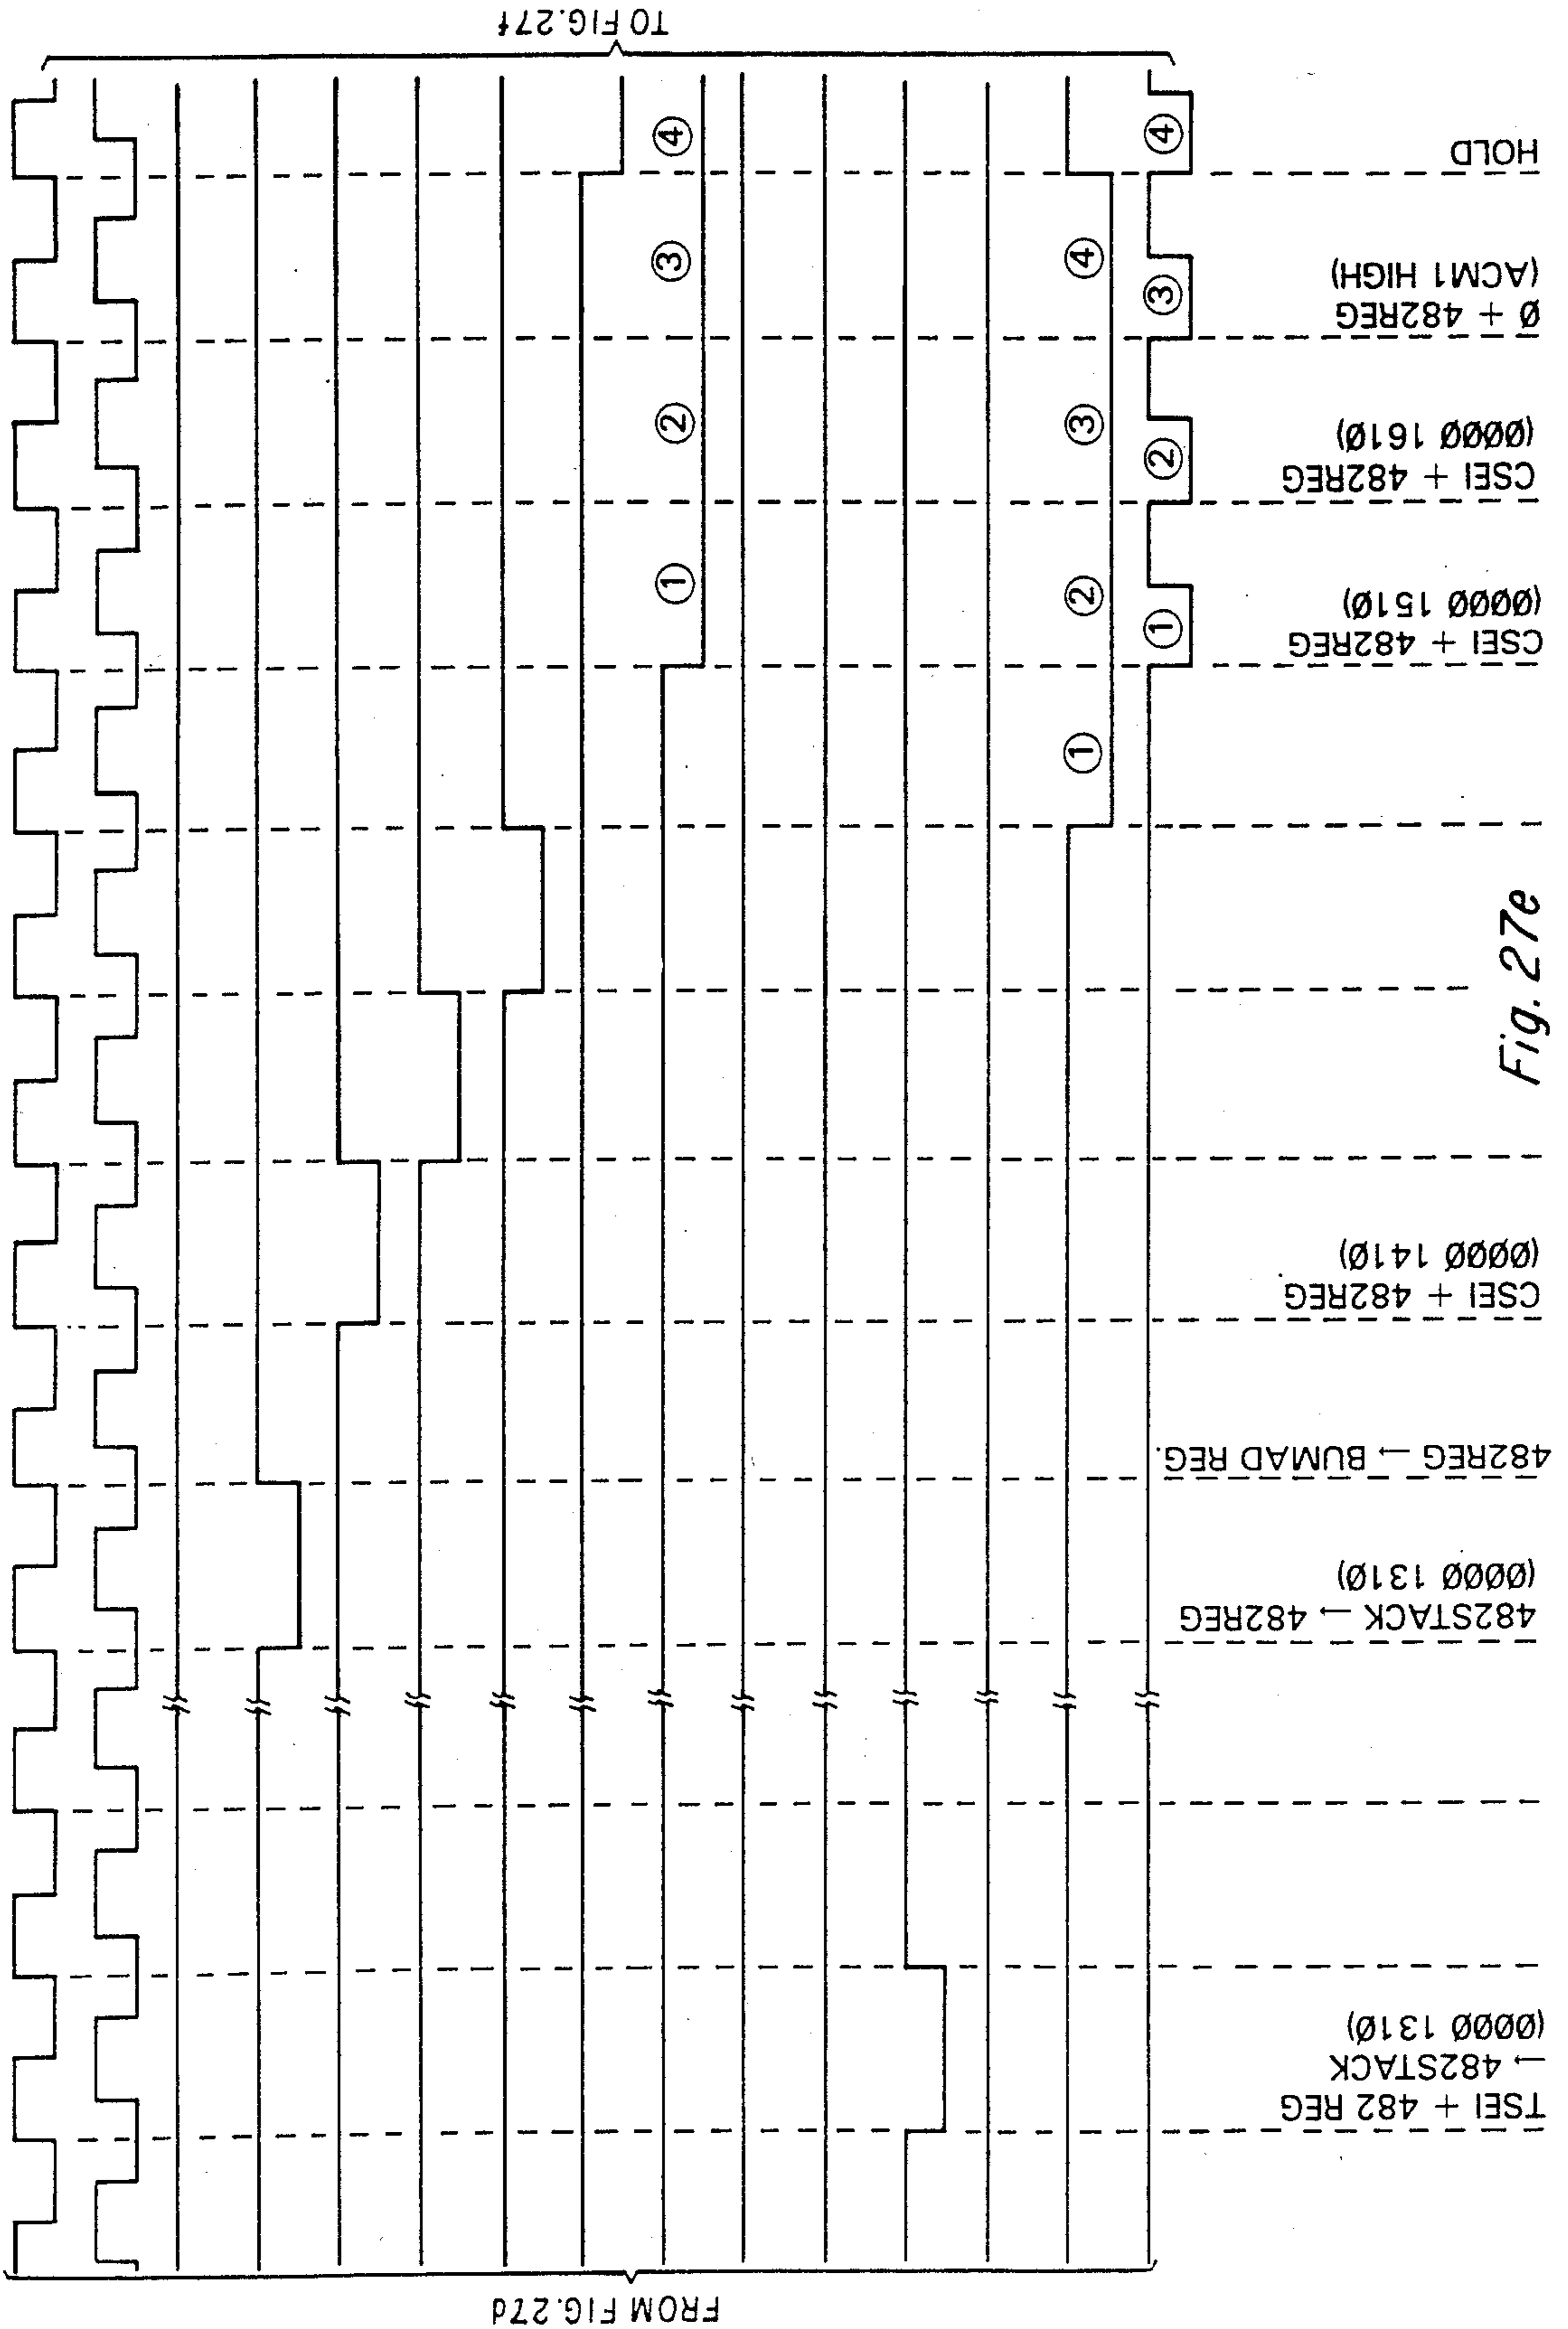 FROM FIG.27d
TSEI + 482 REG
→ 482STACK
(ØØØØ 131Ø)
482STACK → 482REG
(ØØØØ 131Ø)
482REG → BUMAD REG.
CSEI + 482REG
(ØØØØ 141Ø)
CSEI + 482REG
(ØØØØ 151Ø)
CSEI + 482REG
(ØØØØ 161Ø)
Ø + 482REG
(ACM1 HIGH)
HOLD
① ② ③ ④
① ② ③ ④
① ② ③ ④
TO FIG.27f
Fig. 27e